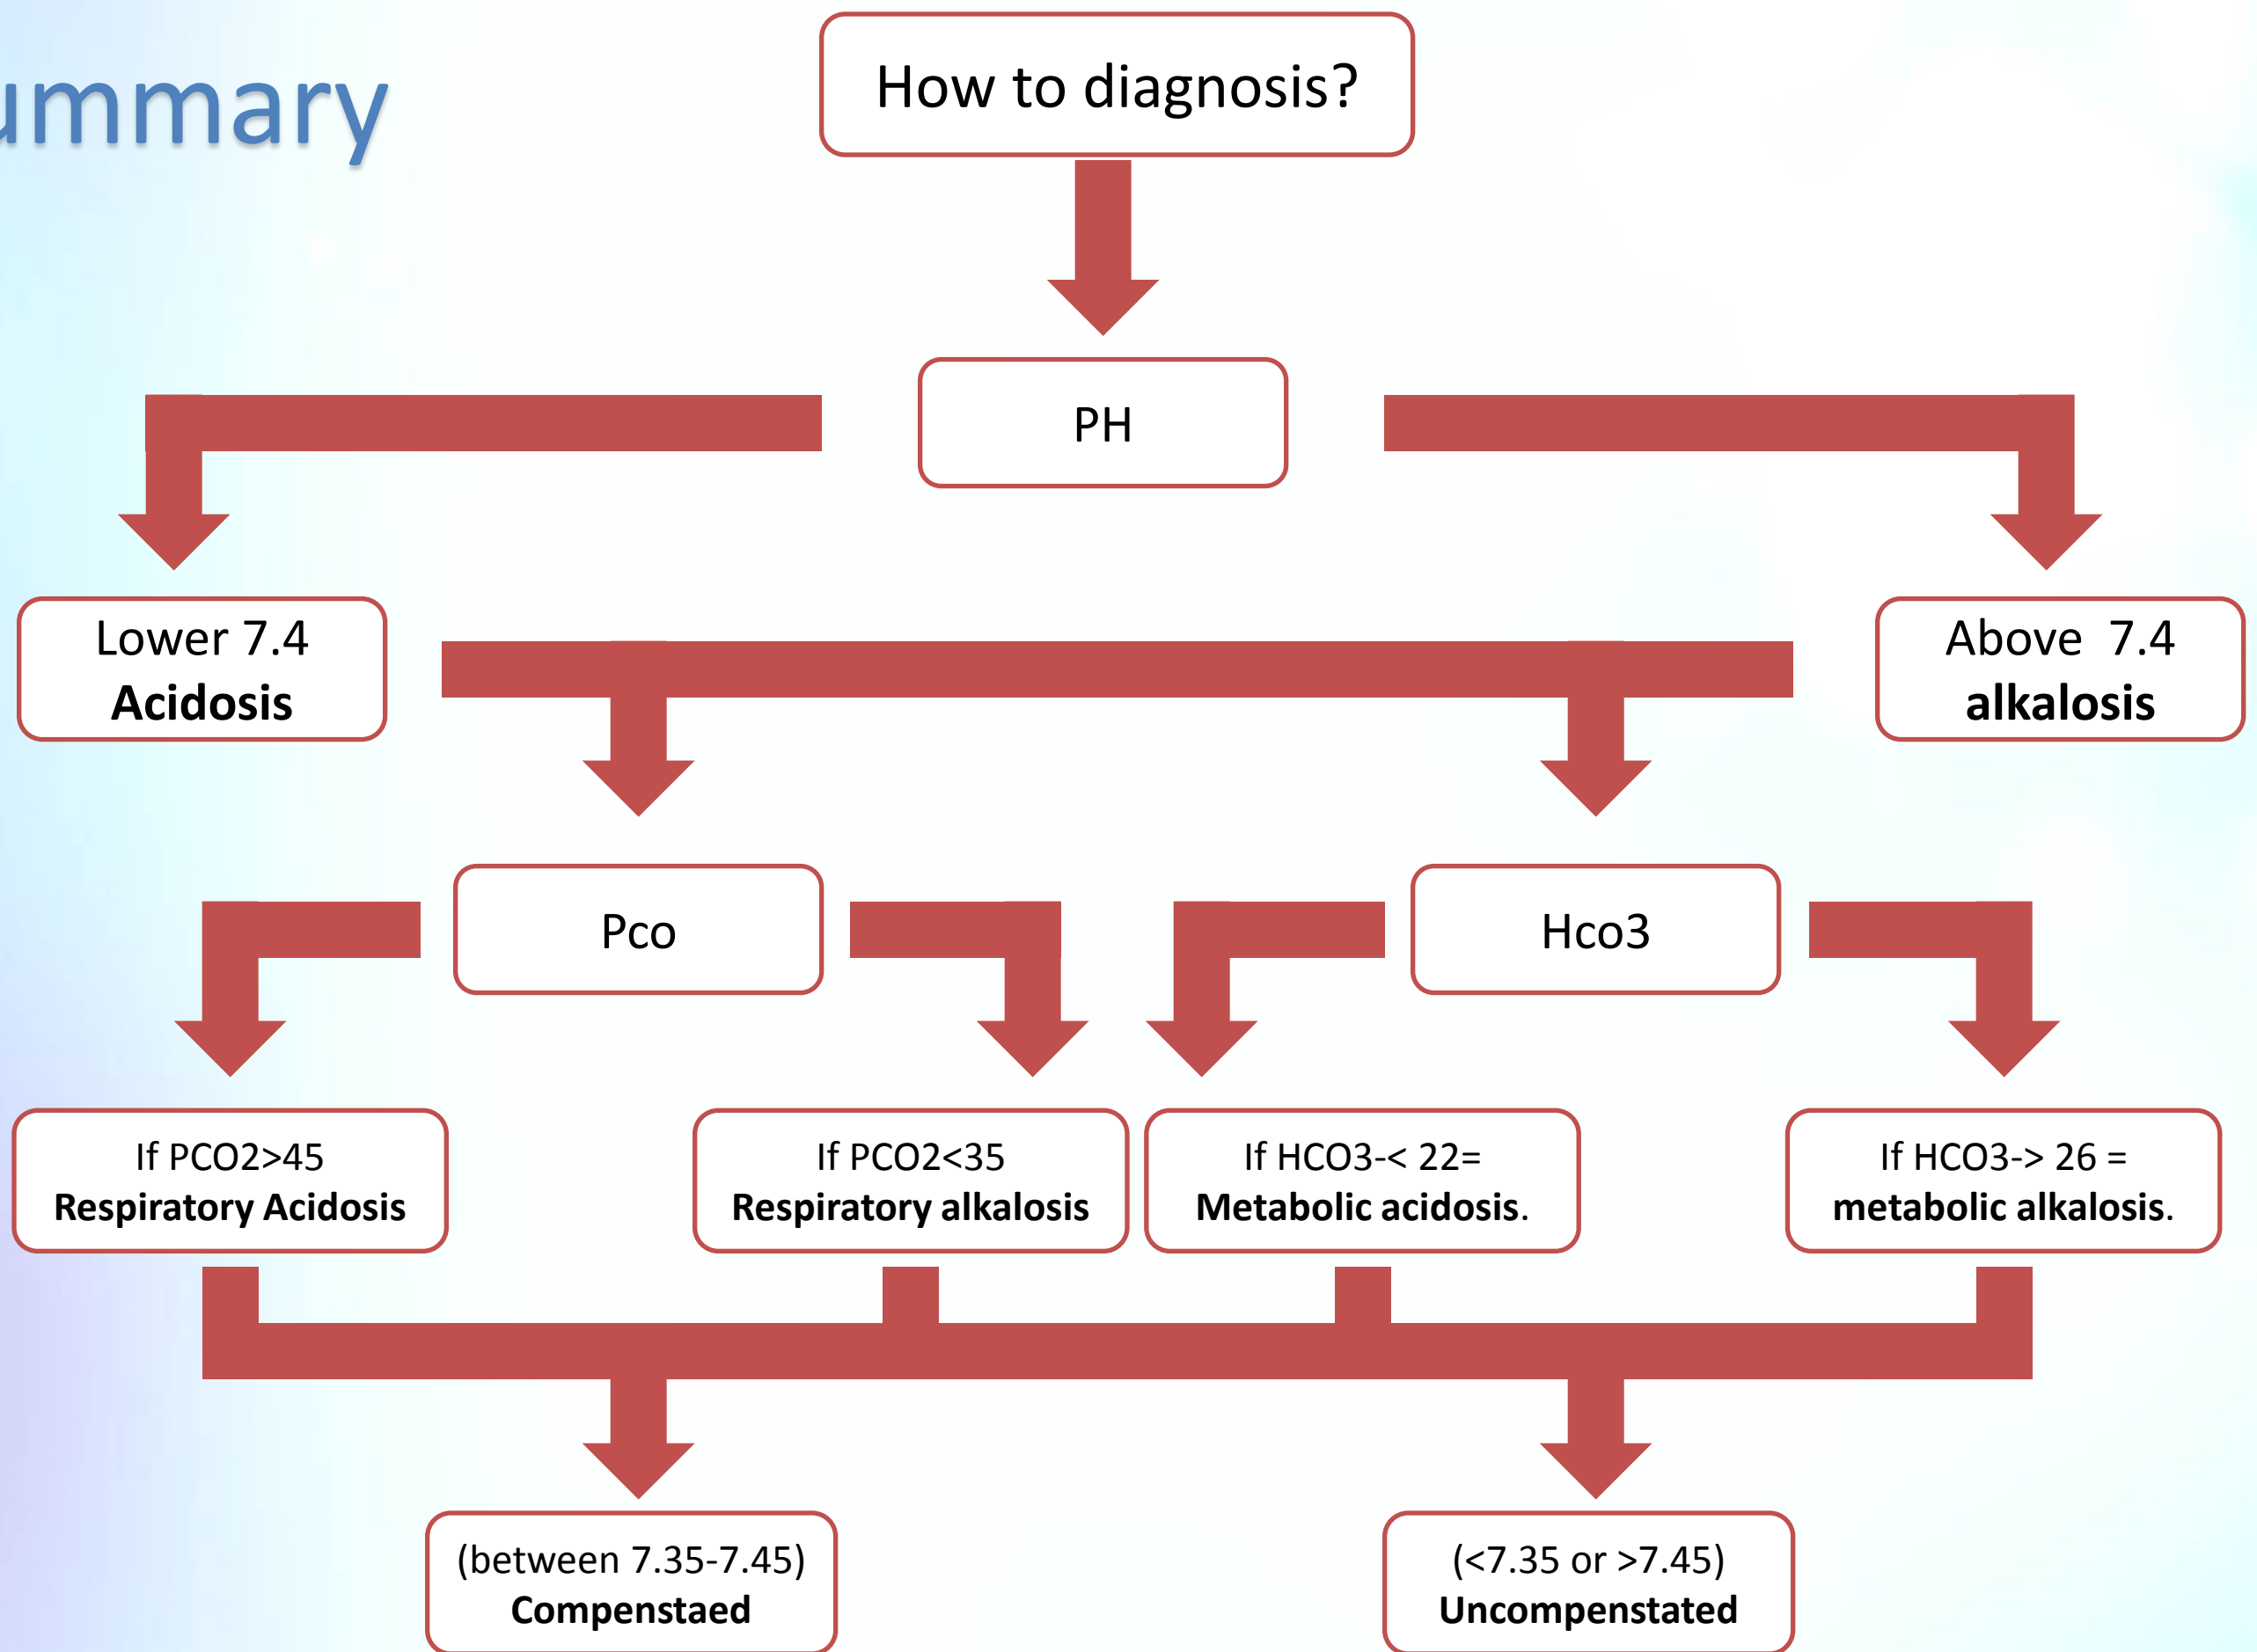 ummary
How to diagnosis?
PH
Lower 7.4
Acidosis
Above 7.4
alkalosis
Pco
Hco3
If PCO2>45
Respiratory Acidosis
If PCO2<35
Respiratory alkalosis
If HCO3-< 22=
Metabolic acidosis.
If HCO3-> 26 =
metabolic alkalosis.
(between 7.35-7.45)
Compenstaed
(<7.35 or >7.45)
Uncompenstated